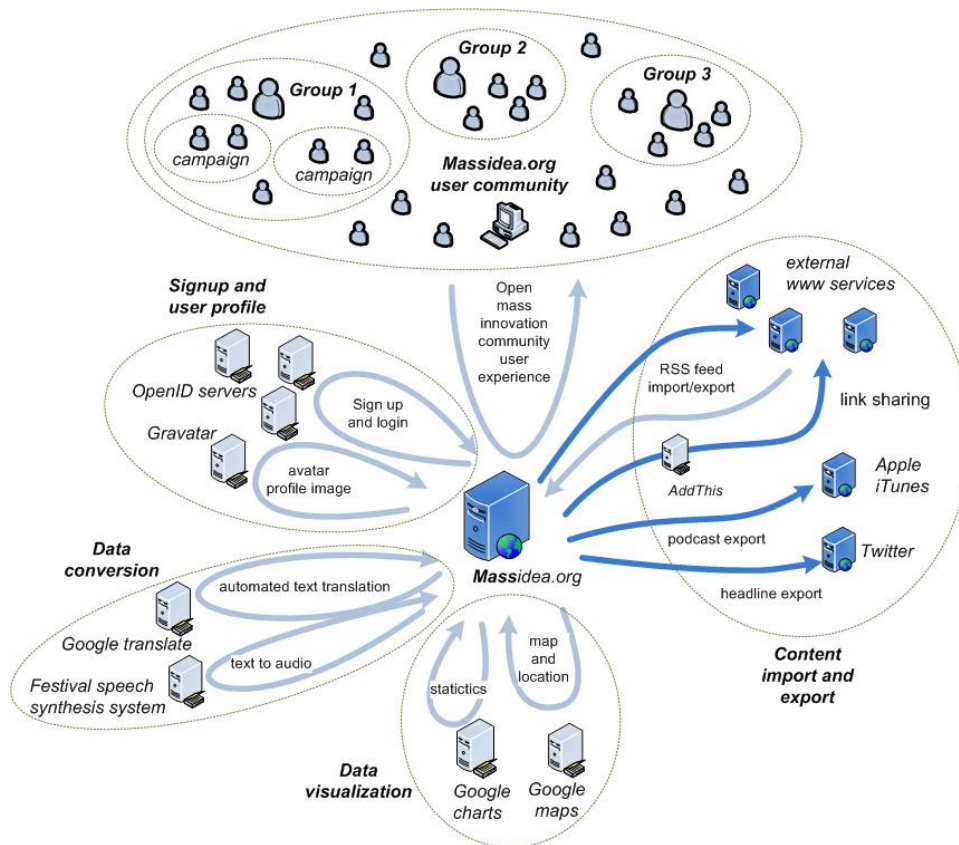 Group 1
campaign
campaign
Group 2
Group 3
Massidea.org
user community
Signup and
user profile
OpenID servers
Gravatar
Sign up
and login
avatar
profile image
Open
mass
innovation
community
user
experience
external
www services
RSS feed
import/export
link sharing
AddThis
Apple
iTunes
podcast export
Twitter
headline export
Content
import and
export
Massidea.org
Data
conversion
automated text translation
Google translate
text to audio
Festival speech
synthesis system
statictics
map and
location
Google
charts
Google
maps
Data
visualization